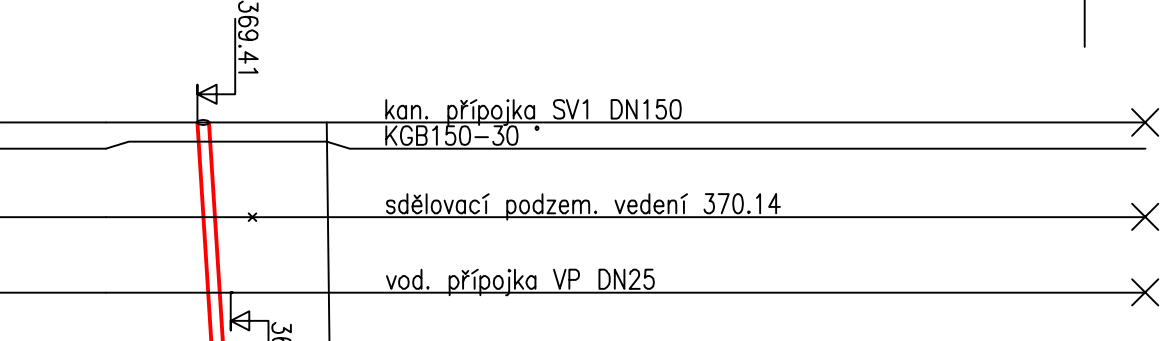 369.41
kan. přípojka SV1 DN150
KGB150-30 °
sdělovací podzem. vedení 370.14
vod. přípojka VP DN25